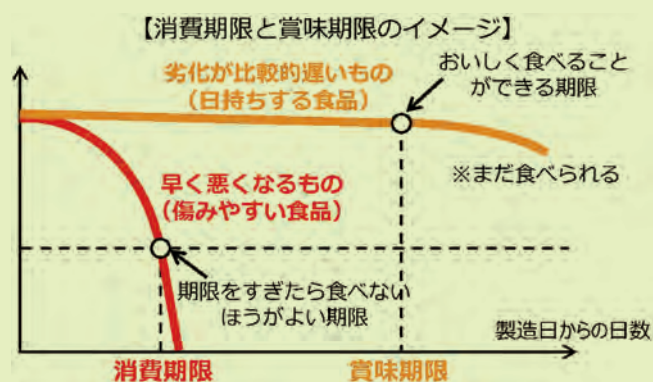 【消費期限と賞味期限のイメージ】
劣化が比較的遅いもの
（日持ちする食品）
おいしく食べること
ができる期限
※まだ食べられる
早く悪くなるもの
（傷みやすい食品）
期限をすぎたら食べない
ほうがよい期限
製造日からの日数
消費期限
賞味期限